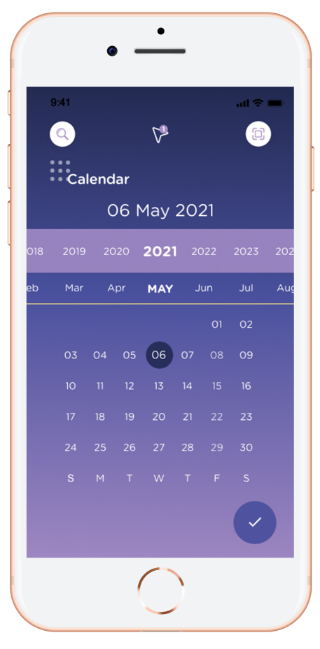 9:41
1
Calendar
06 May 2021
018 2019 2020 2021 2022 2023 202
eb Mar Apr MAY Jun Jul Aug
01 02
03 04 05 06 07 08 09
10 11 12 13 14 15 16
17 18 19 20 21 22 23
24 25 26 27 28 29 30
S M T W T F S